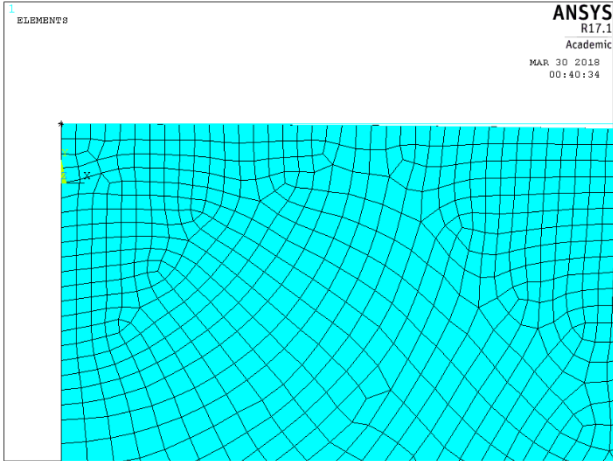 1
ELEMENTS
ANSYS
R17.1
Academic
MAR 30 2018
00:40:34
X